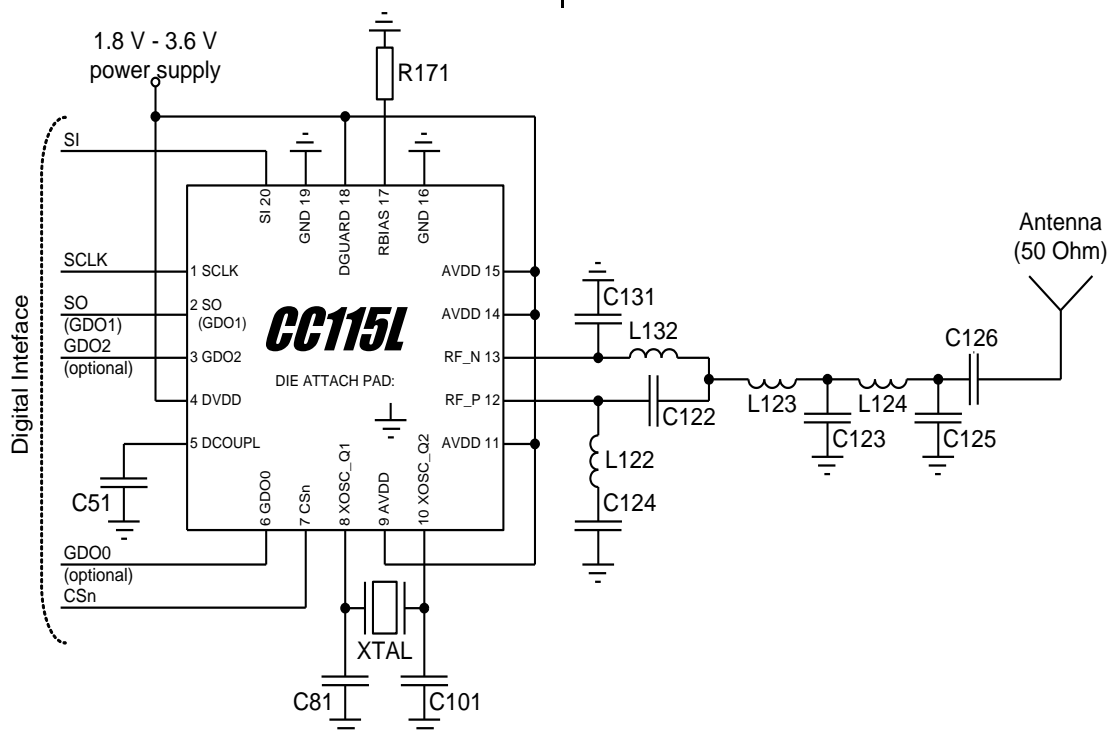 1.8 V - 3.6 V
power supply
R171
Digital Inteface
SI
SI 20
GND 19
DGUARD 18
RBIAS 17
GND 16
Antenna
(50 Ohm)
SCLK
1 SCLK
AVDD 15
SO
(GDO1)
2 SO
(GDO1)
CC115L
AVDD 14
C131
L132
GDO2
(optional)
3 GDO2
RF_N 13
C126
DIE ATTACH PAD:
4 DVDD
RF_P 12
C122
L123
L124
C123
C125
5 DCOUPL
AVDD 11
L122
C51
6 GDO0
7 CSn
8 XOSC_Q1
9 AVDD
10 XOSC_Q2
C124
GDO0
(optional)
CSn
XTAL
C81
C101